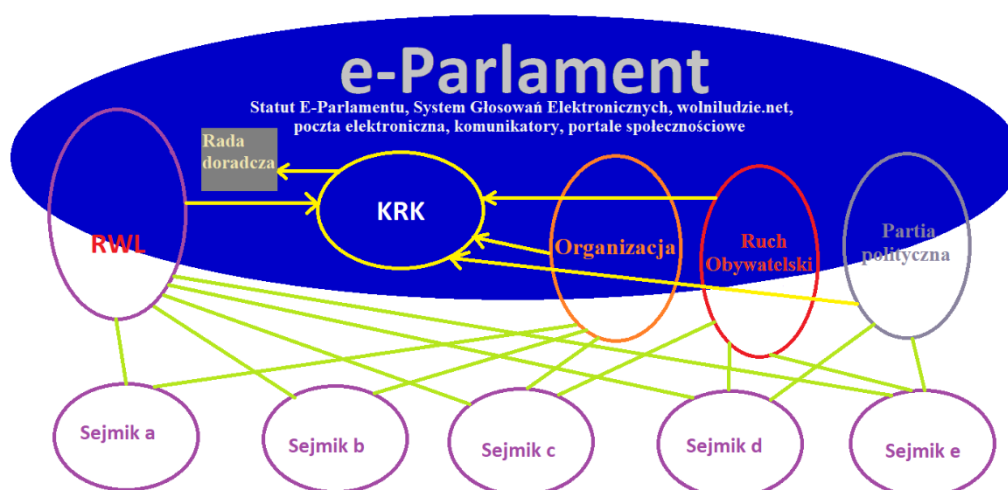 e-Parlament
Statut E-Parlamentu, System Głosowań Elektronicznych, wolniludzie.net,
poczta elektroniczna, komunikatory, portale społecznościowe
Rada
doradcza
KRK
RWL
Organizacja
Ruch
Obywatelski
Partia
polityczna
Sejmik a
Sejmik b
Sejmik c
Sejmik d
Sejmik e